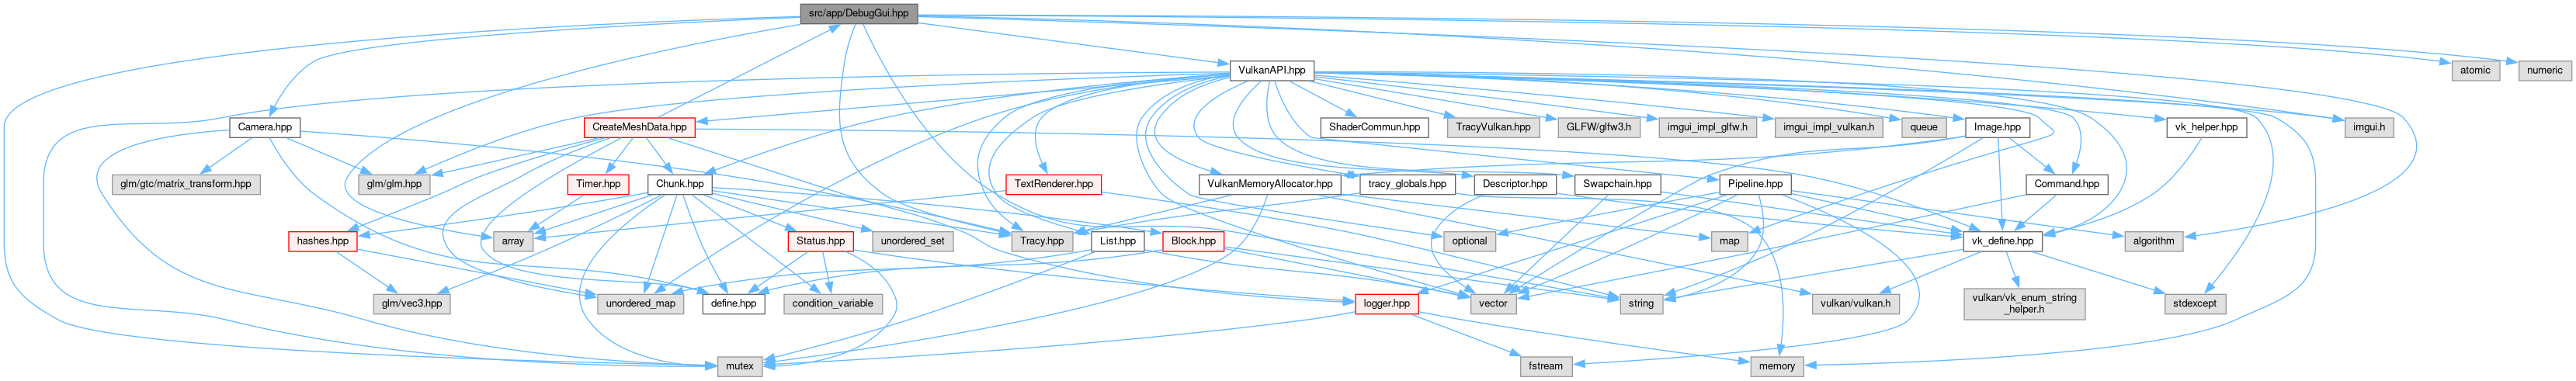 src/app/DebugGui.hpp
VulkanAPI.hpp
atomic
numeric
Camera.hpp
CreateMeshData.hpp
ShaderCommun.hpp
TracyVulkan.hpp
GLFW/glfw3.h
imgui_impl_glfw.h
imgui_impl_vulkan.h
queue
Image.hpp
vk_helper.hpp
imgui.h
glm/gtc/matrix_transform.hpp
glm/glm.hpp
Timer.hpp
Chunk.hpp
TextRenderer.hpp
VulkanMemoryAllocator.hpp
tracy_globals.hpp
Descriptor.hpp
Swapchain.hpp
Pipeline.hpp
Command.hpp
hashes.hpp
array
Status.hpp
unordered_set
Tracy.hpp
List.hpp
Block.hpp
optional
map
vk_define.hpp
algorithm
glm/vec3.hpp
unordered_map
define.hpp
condition_variable
logger.hpp
vector
string
vulkan/vulkan.h
vulkan/vk_enum_string
_helper.h
stdexcept
mutex
fstream
memory